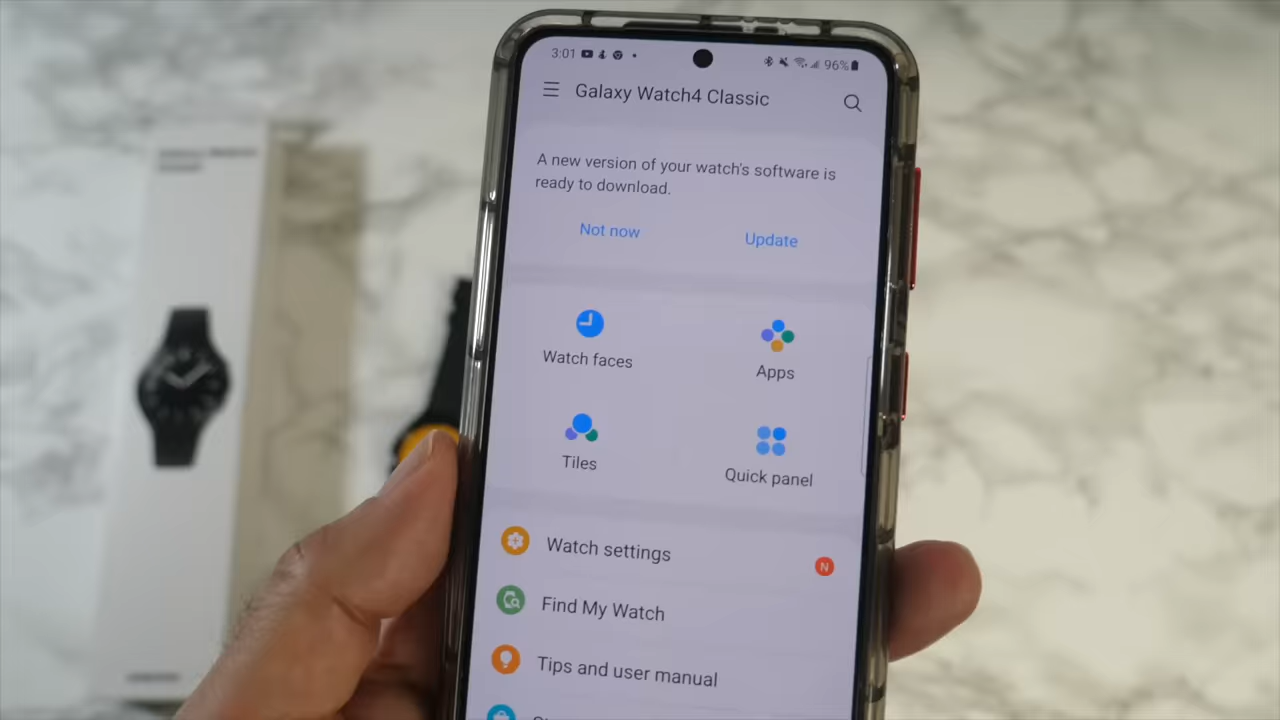 3:01
96%
Galaxy Watch4 Classic
A new version of your watch's software is
ready to download.
Not now
Update
Watch faces
Apps
Tiles
Quick panel
Watch settings
N
Find My Watch
Tips and user manual